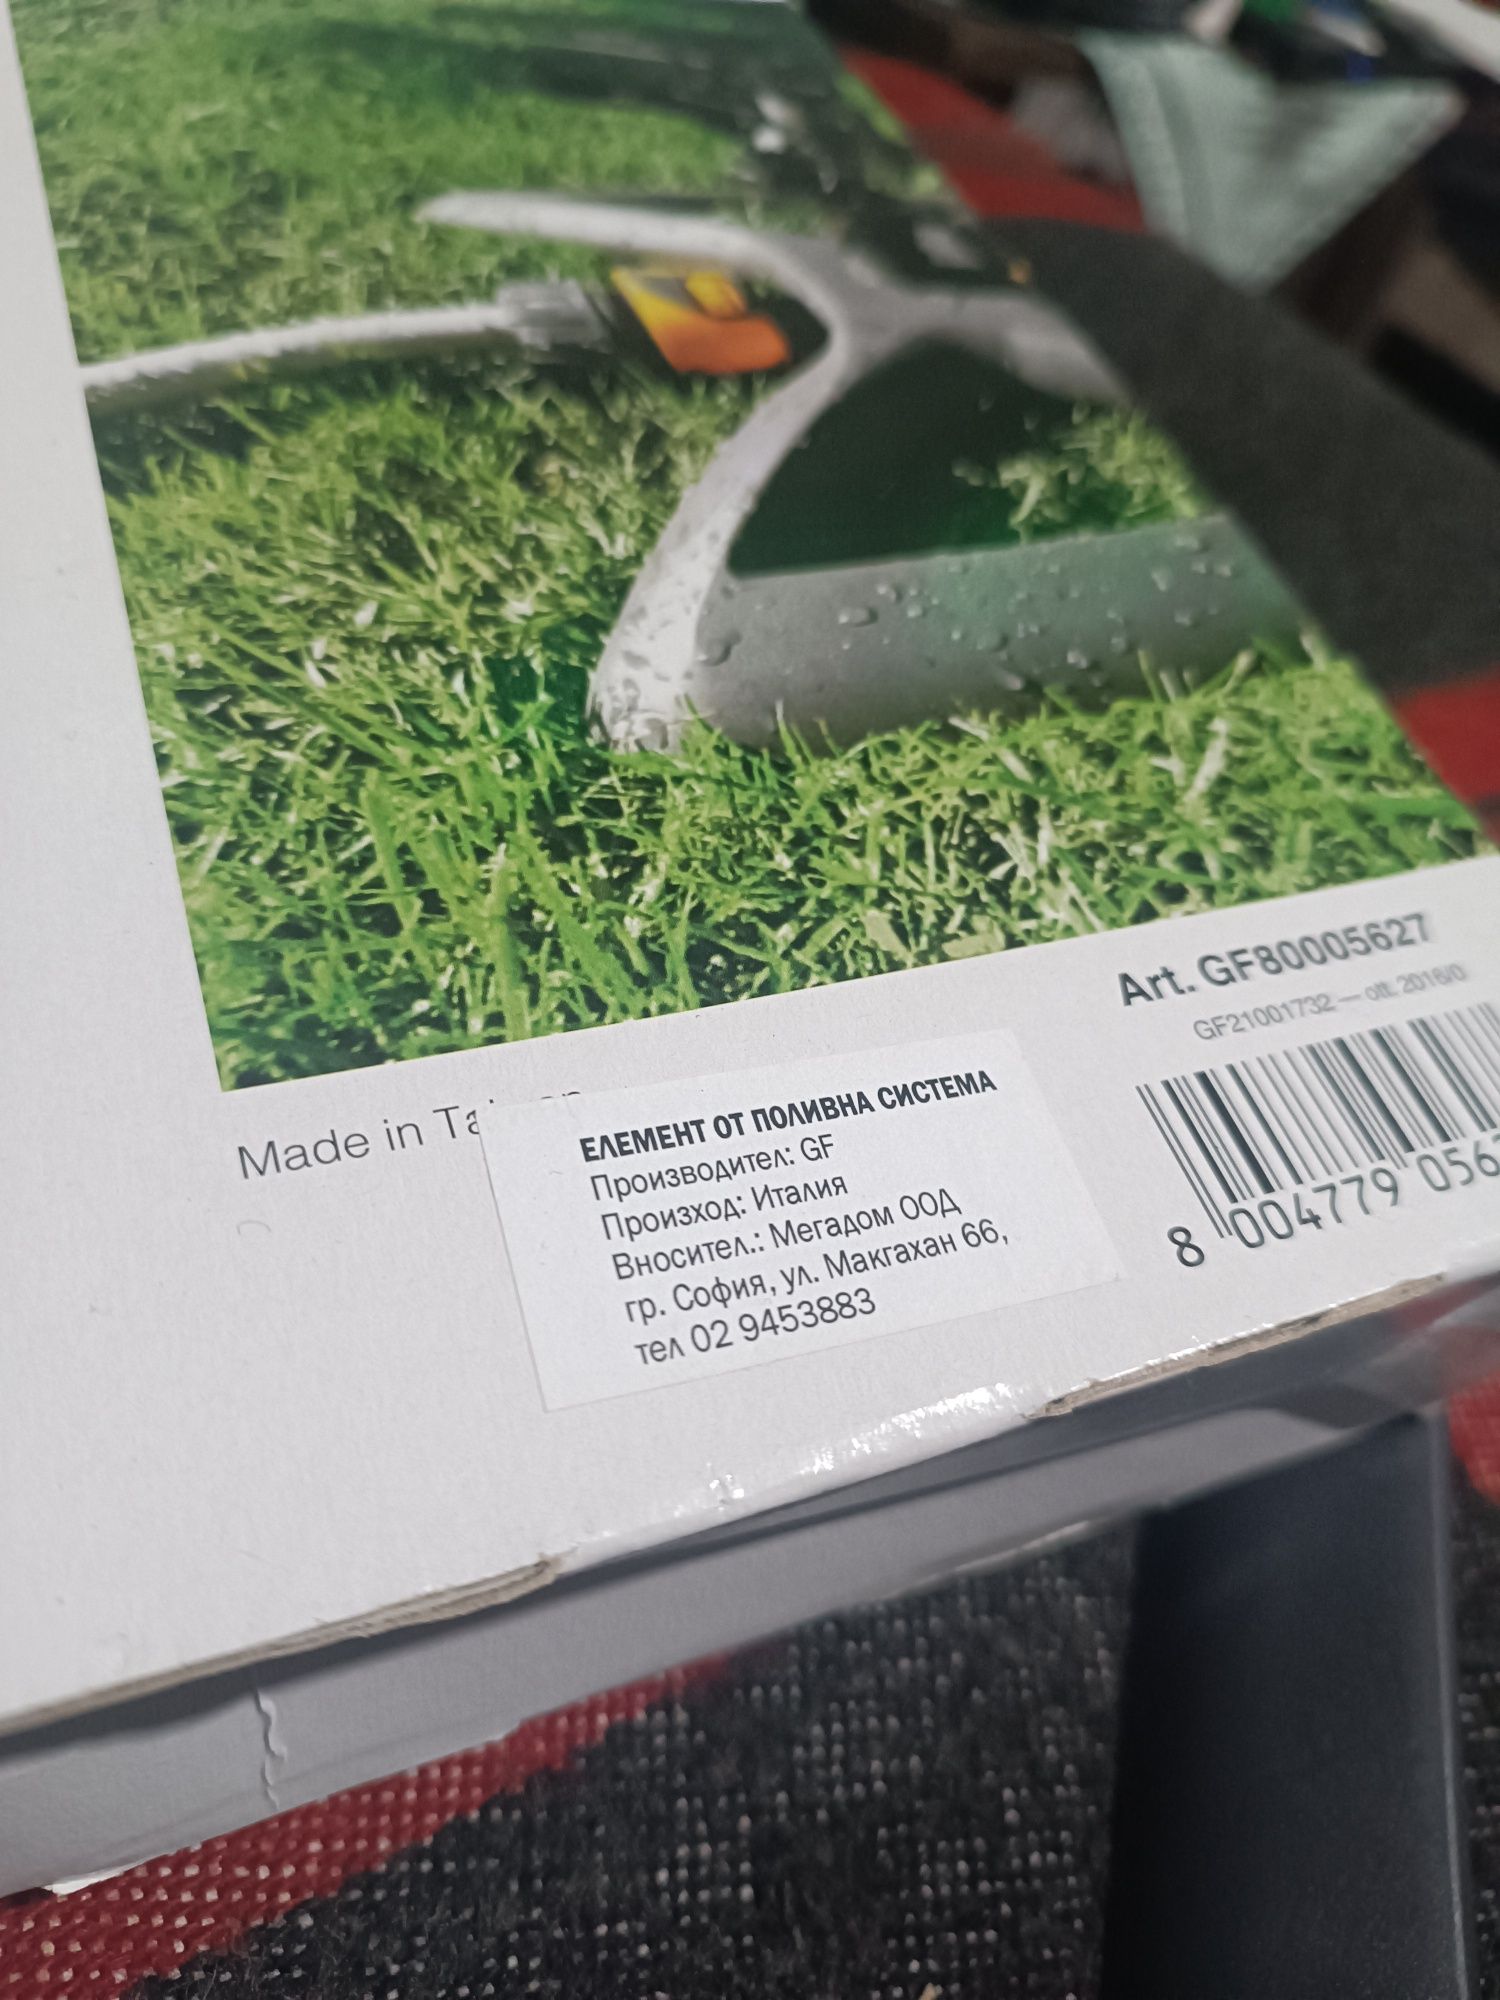 Art. GF80005627
GF21001732 — ott. 2016/0
Made in Taiwan
ЕЛЕМЕНТ ОТ ПОЛИВНА СИСТЕМА
Производител: GF
Произход: Италия
Вносител.: Мегадом ООД
гр. София, ул. Макгахан 66,
тел 02 9453883
8 004779 056